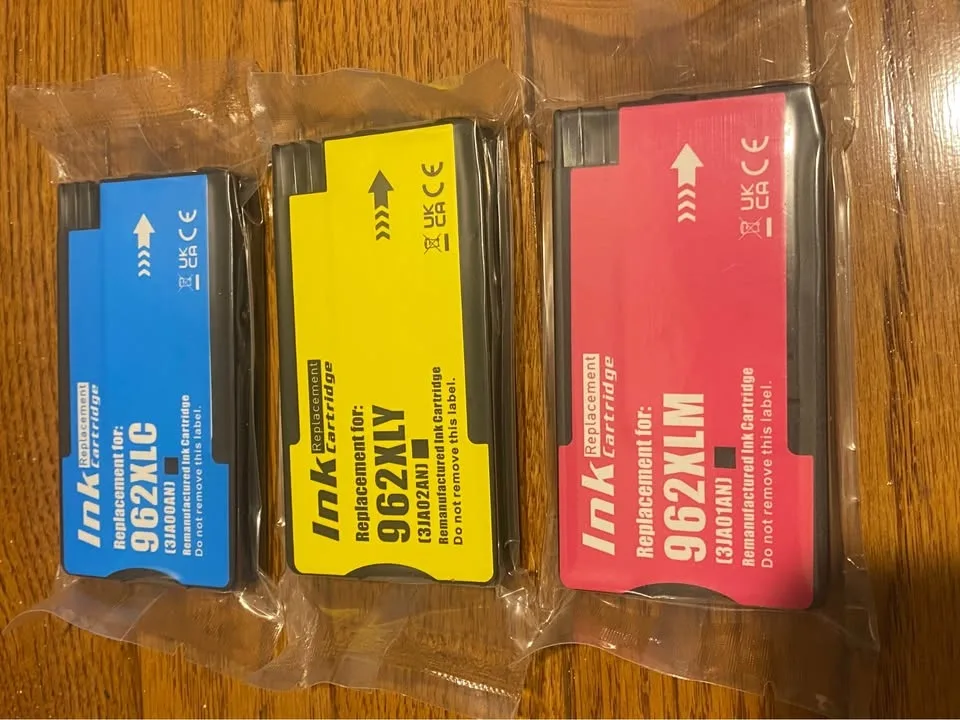 Ink Replacement
Cartridge
Replacement for:
962XLC
(3JA00AN)
Remanufactured Ink Cartridge
Do not remove this label.
UK
CA CE
Ink Replacement
Cartridge
Replacement for:
962XLY
(3JA02AN)
Remanufactured Ink Cartridge
Do not remove this label.
UK
CA CE
Ink Replacement
Cartridge
Replacement for:
962XLM
(3JA01AN)
Remanufactured Ink Cartridge
Do not remove this label.
UK
CA CE